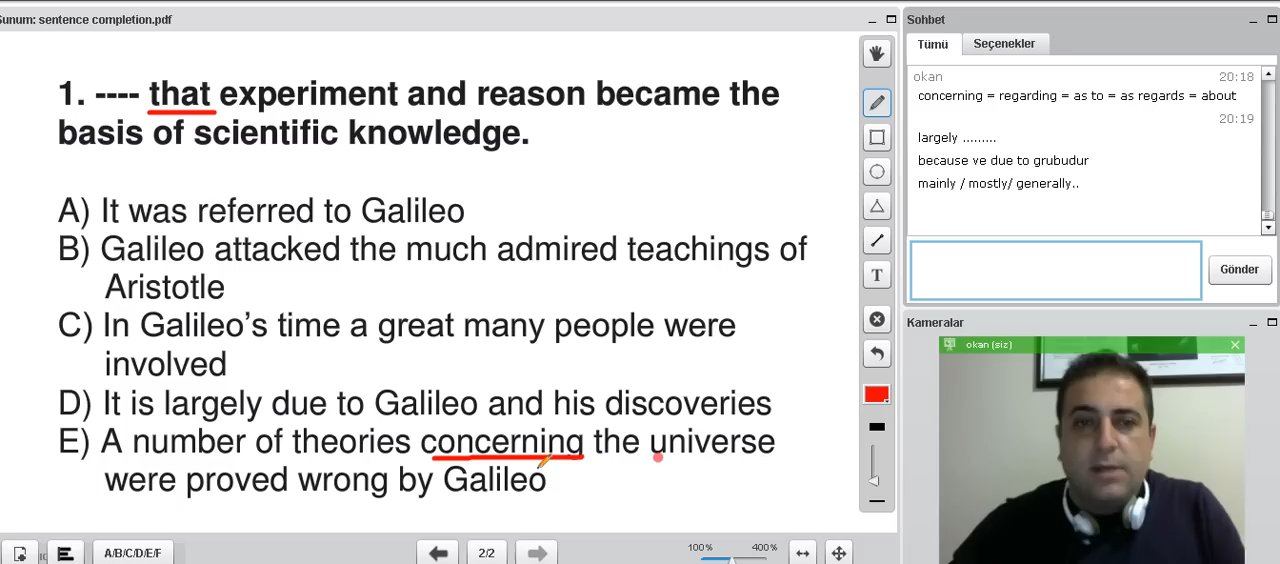 Sunum: sentence completion.pdf
1. ---- that experiment and reason became the
basis of scientific knowledge.
A) It was referred to Galileo
B) Galileo attacked the much admired teachings of
Aristotle
C) In Galileo's time a great many people were
involved
D) It is largely due to Galileo and his discoveries
E) A number of theories concerning the universe
were proved wrong by Galileo
T
A/B/C/D/E/F
2/2
100% 400%
Sohbet
Tümü Seçenekler
okan 20:18
concerning = regarding = as to = as regards = about
20:19
largely .........
because ve due to grubudur
mainly / mostly/ generally..
Gönder
Kameralar
okan (siz)